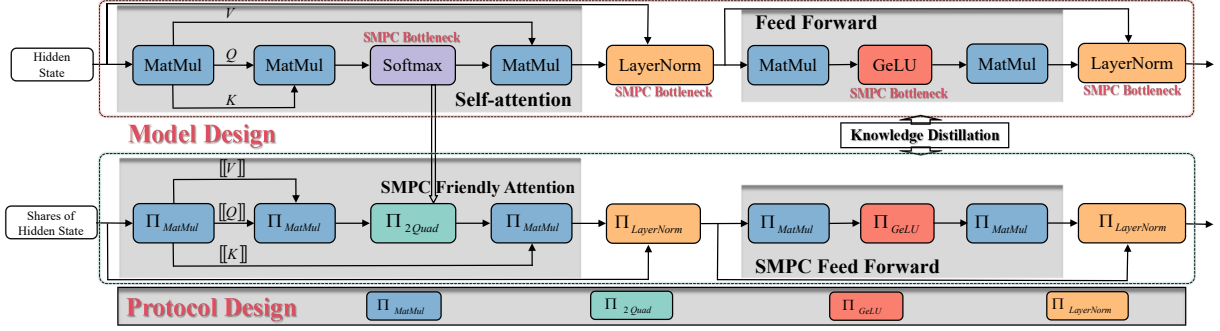 V
Feed Forward
SMPC Bottleneck
Hidden
State
MatMul
Q
MatMul
Softmax
MatMul
LayerNorm
MatMul
GeLU
MatMul
LayerNorm
K
Self-attention
SMPC Bottleneck
SMPC Bottleneck
SMPC Bottleneck
Model Design
Knowledge Distillation
[[V]]
SMPC Friendly Attention
Shares of
Hidden State
Π MatMul
[[Q]]
Π MatMul
Π 2Quad
Π MatMul
Π LayerNorm
Π MatMul
Π GeLU
Π MatMul
Π LayerNorm
[[K]]
SMPC Feed Forward
Protocol Design
Π MatMul
Π 2Quad
Π GeLU
Π LayerNorm